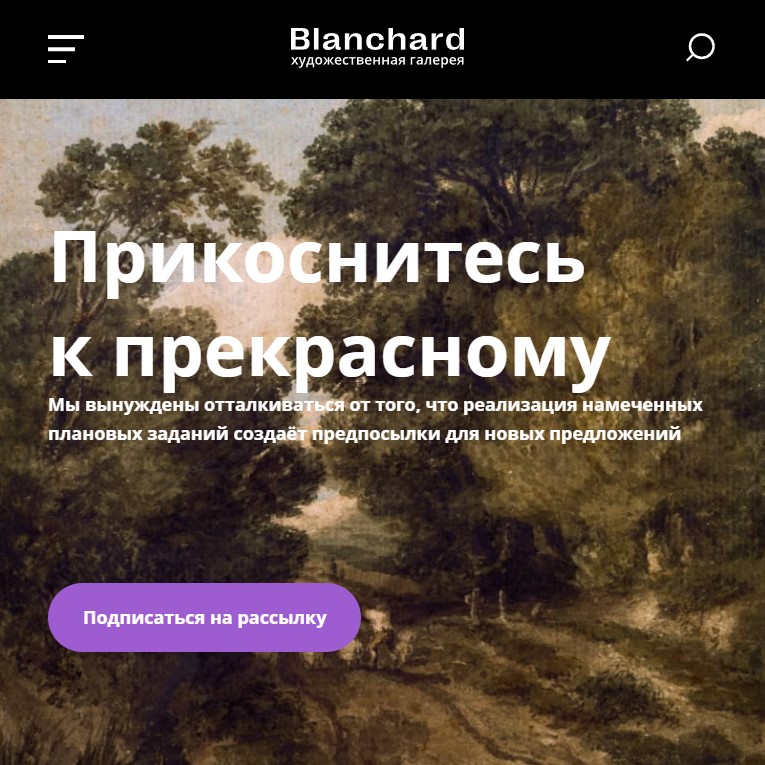 Blanchard
художественная галерея
Прикоснитесь
к прекрасному
Мы вынуждены отталкиваться от того, что реализация намеченных
плановых заданий создаёт предпосылки для новых предложений
Подписаться на рассылку